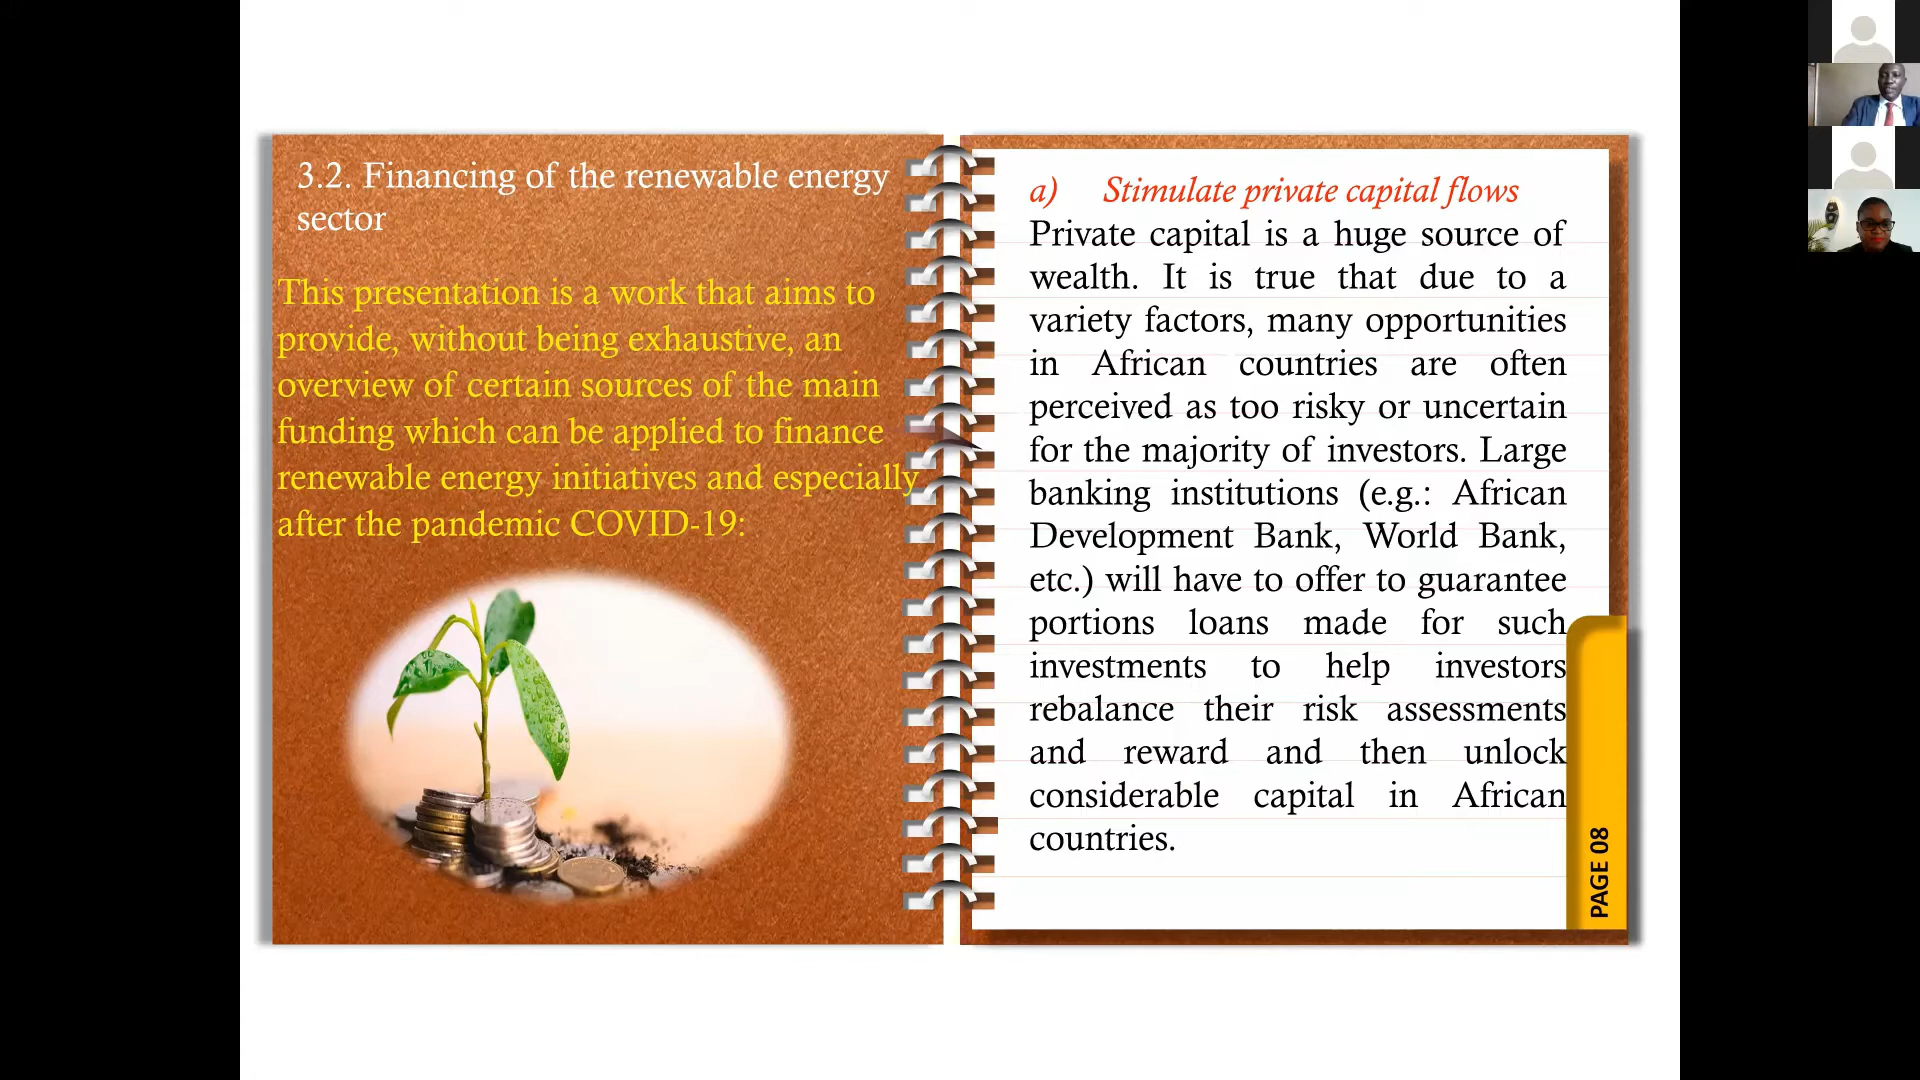 3.2. Financing of the renewable energy
sector
This presentation is a work that aims to
provide, without being exhaustive, an
overview of certain sources of the main
funding which can be applied to finance
renewable energy initiatives and especially
after the pandemic COVID-19:
a) Stimulate private capital flows
Private capital is a huge source of
wealth. It is true that due to a
variety factors, many opportunities
in African countries are often
perceived as too risky or uncertain
for the majority of investors. Large
banking institutions (e.g.: African
Development Bank, World Bank,
etc.) will have to offer to guarantee
portions loans made for such
investments to help investors
rebalance their risk assessments
and reward and then unlock
considerable capital in African
countries.
PAGE 08